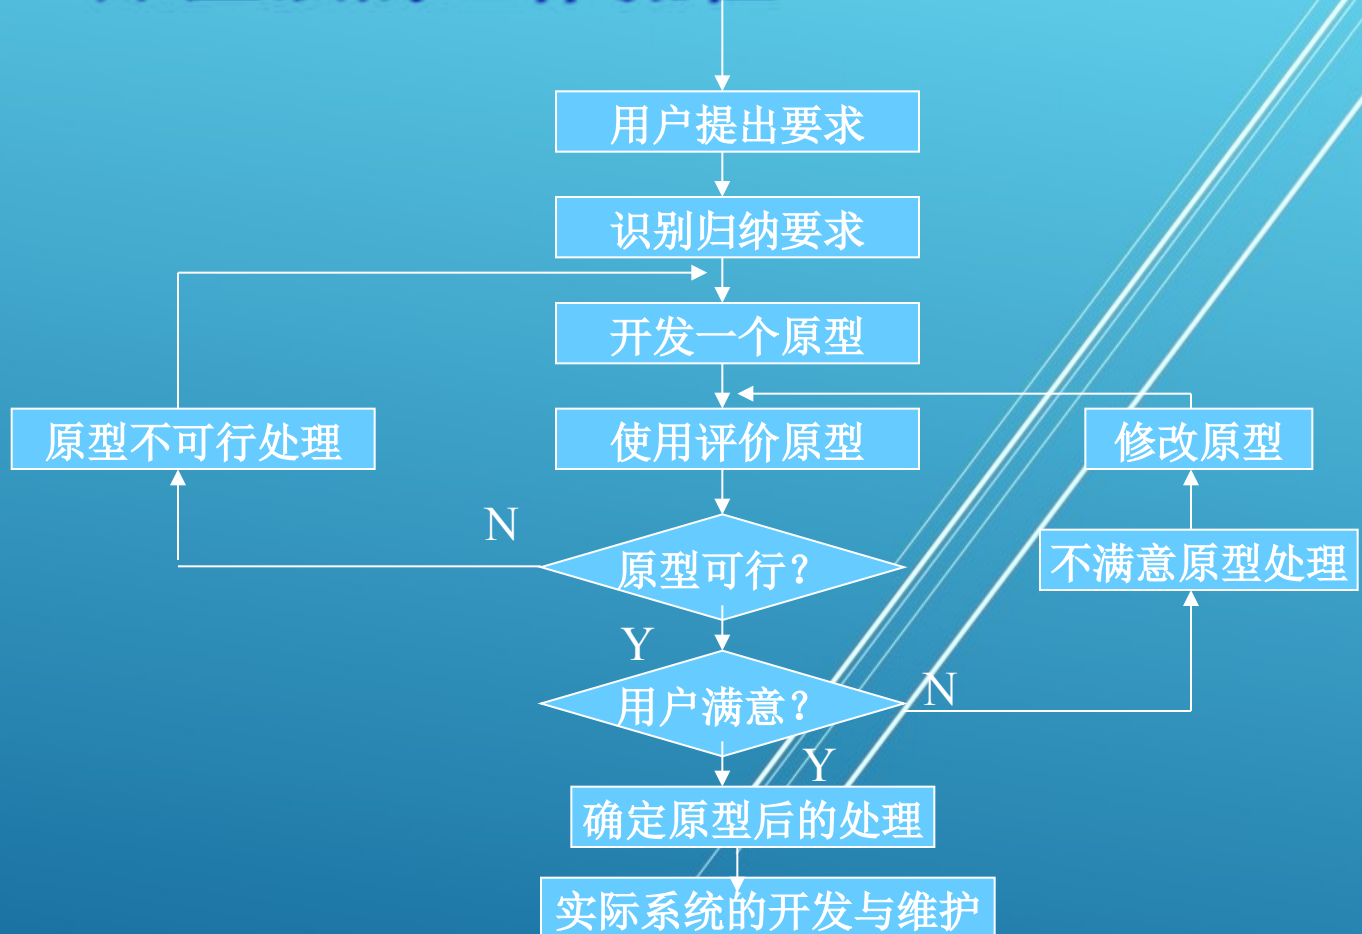 用户提出要求
识别归纳要求
开发一个原型
原型不可行处理
使用评价原型
修改原型
N
原型可行?
不满意原型处理
Y
用户满意?
N
Y
确定原型后的处理
实际系统的开发与维护